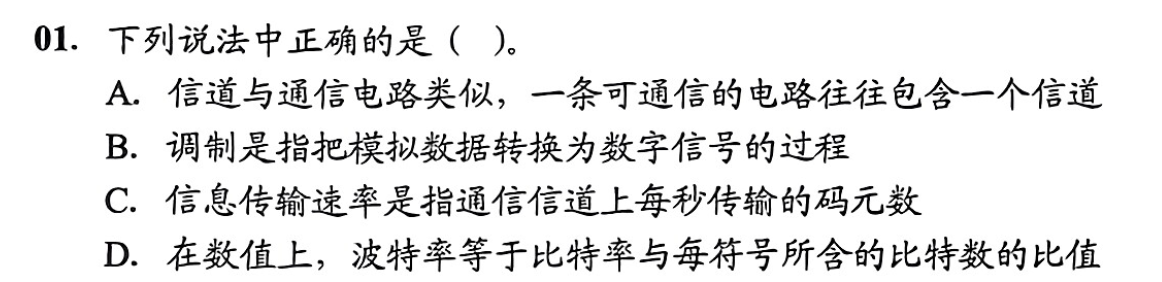 01. 下列说法中正确的是（ ）。
A. 信道与通信电路类似，一条可通信的电路往往包含一个信道
B. 调制是指把模拟数据转换为数字信号的过程
C. 信息传输速率是指通信信道上每秒传输的码元数
D. 在数值上，波特率等于比特率与每符号所含的比特数的比值